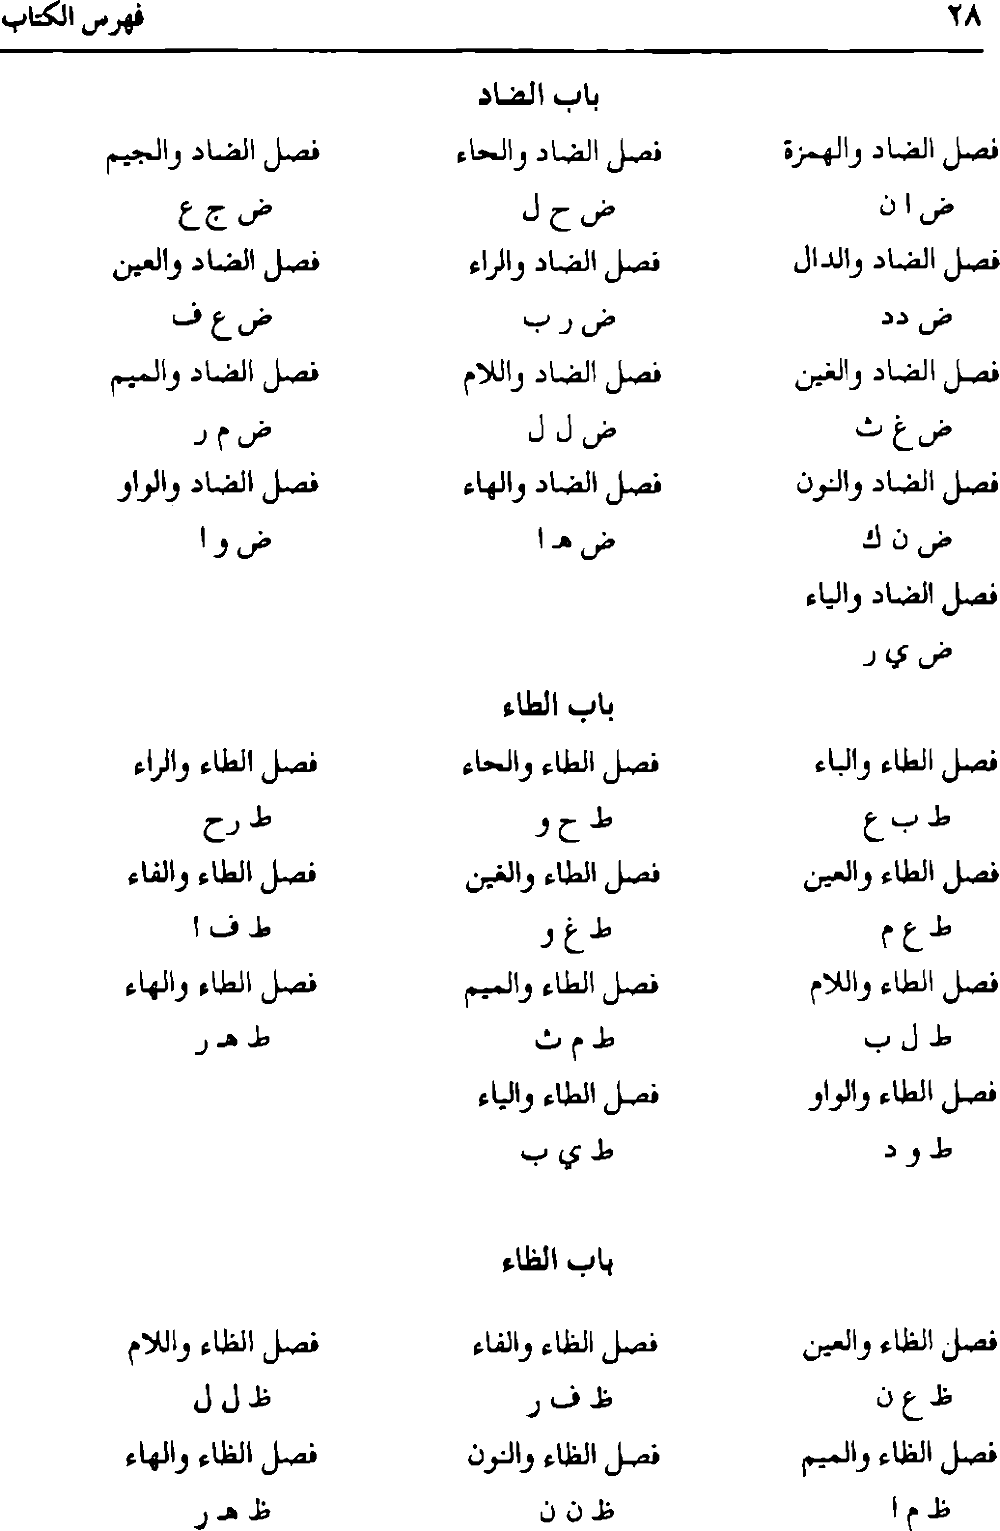 ٢٨ فهرس الكتاب
باب الضاد
فصل الضاد والهمزة فصل الضاد والحاء فصل الضاد والجيم
ض ا ن ض ح ل ض ج ع
فصل الضاد والدال فصل الضاد والراء فصل الضاد والعين
ض دد ض ر ب ض ع ف
فصل الضاد والغين فصل الضاد واللام فصل الضاد والميم
ض غ ث ض ل ل ض م ر
فصل الضاد والنون فصل الضاد والهاء فصل الضاد والواو
ض ن ك ض هـ ا ض و ا
فصل الضاد والياء
ض ي ر
باب الطاء
فصل الطاء والباء فصل الطاء والحاء فصل الطاء والراء
ط ب ع ط ح و ط رح
فصل الطاء والعين فصل الطاء والغين فصل الطاء والفاء
ط ع م ط غ و ط ف ا
فصل الطاء واللام فصل الطاء والميم فصل الطاء والهاء
ط ل ب ط م ث ط هـ ر
فصل الطاء والواو فصل الطاء والياء
ط و د ط ي ب
باب الظاء
فصل الظاء والعين فصل الظاء والفاء فصل الظاء واللام
ظ ع ن ظ ف ر ظ ل ل
فصل الظاء والميم فصل الظاء والنون فصل الظاء والهاء
ظ م ا ظ ن ن ظ هـ ر